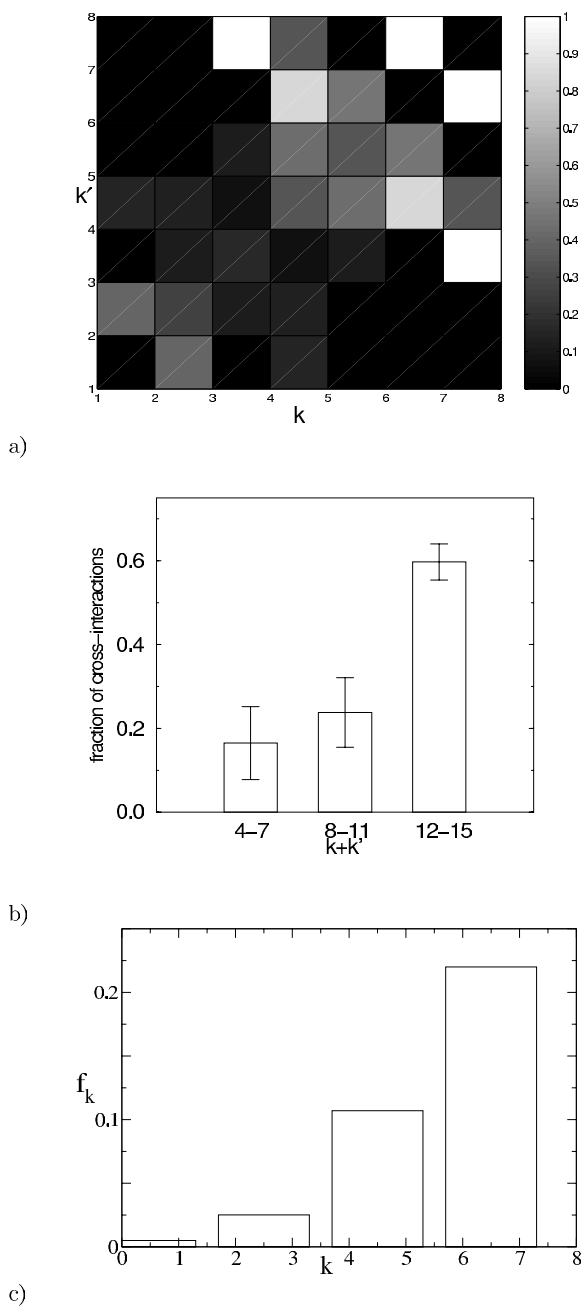 8
7
6
5
4
3
2
1
k′
1 2 3 4 5 6 7 8
k
1
0.9
0.8
0.7
0.6
0.5
0.4
0.3
0.2
0.1
0
a)
fraction of cross-interactions
0.6
0.4
0.2
0.0
4-7 8-11 12-15
k+k'
b)
0.2
0.1
0
f_k
0 1 2 3 4 5 6 7 8
k
c)